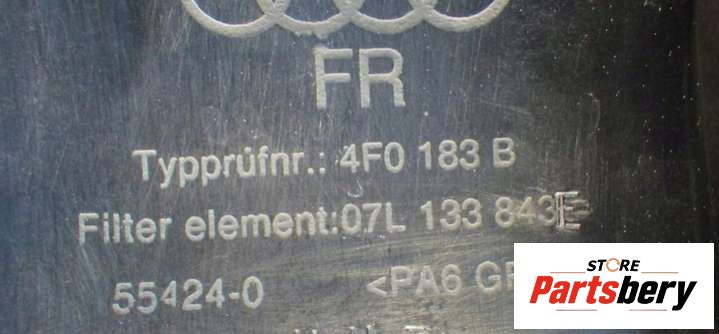 FR
Typprüfnr.: 4F0 183 B
Filter element:07L 133 843E
55424-0 <PA6
STORE
Partsbery